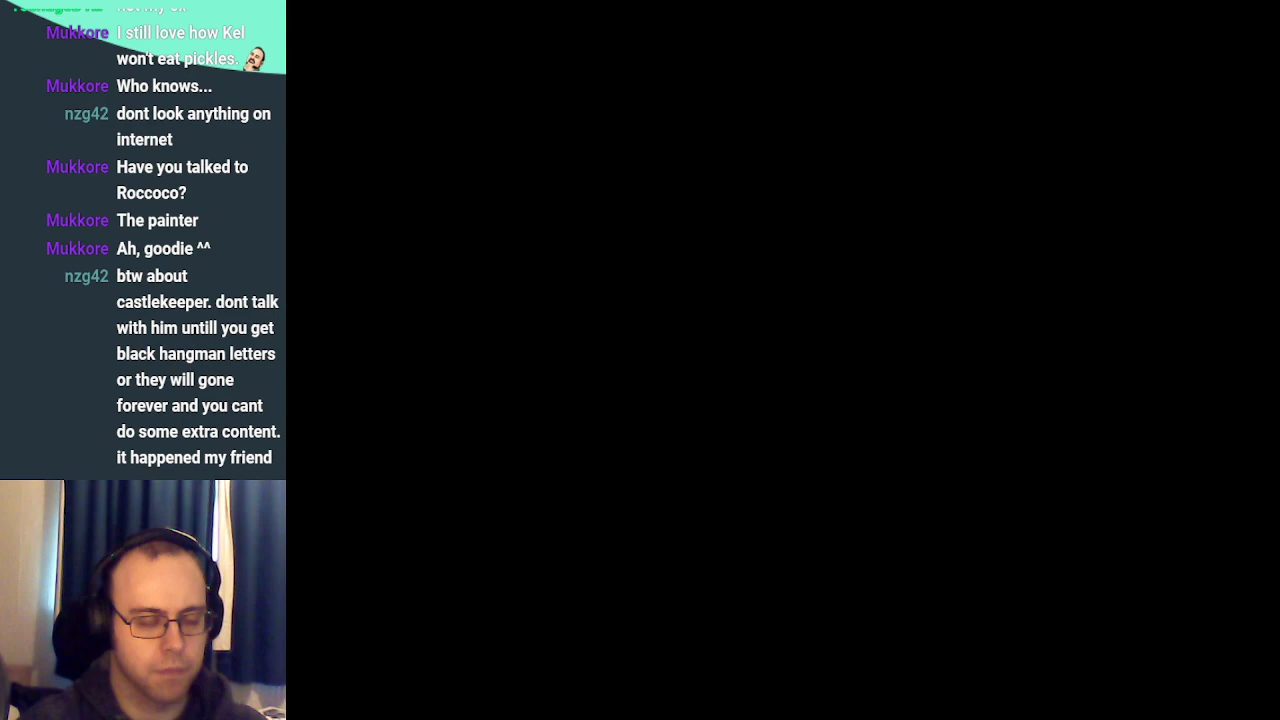 Mukkore I still love how Kel
won't eat pickles.
Mukkore Who knows...
nzg42 dont look anything on
internet
Mukkore Have you talked to
Roccoco?
Mukkore The painter
Mukkore Ah, goodie ^^
nzg42 btw about
castlekeeper. dont talk
with him untill you get
black hangman letters
or they will gone
forever and you cant
do some extra content.
it happened my friend